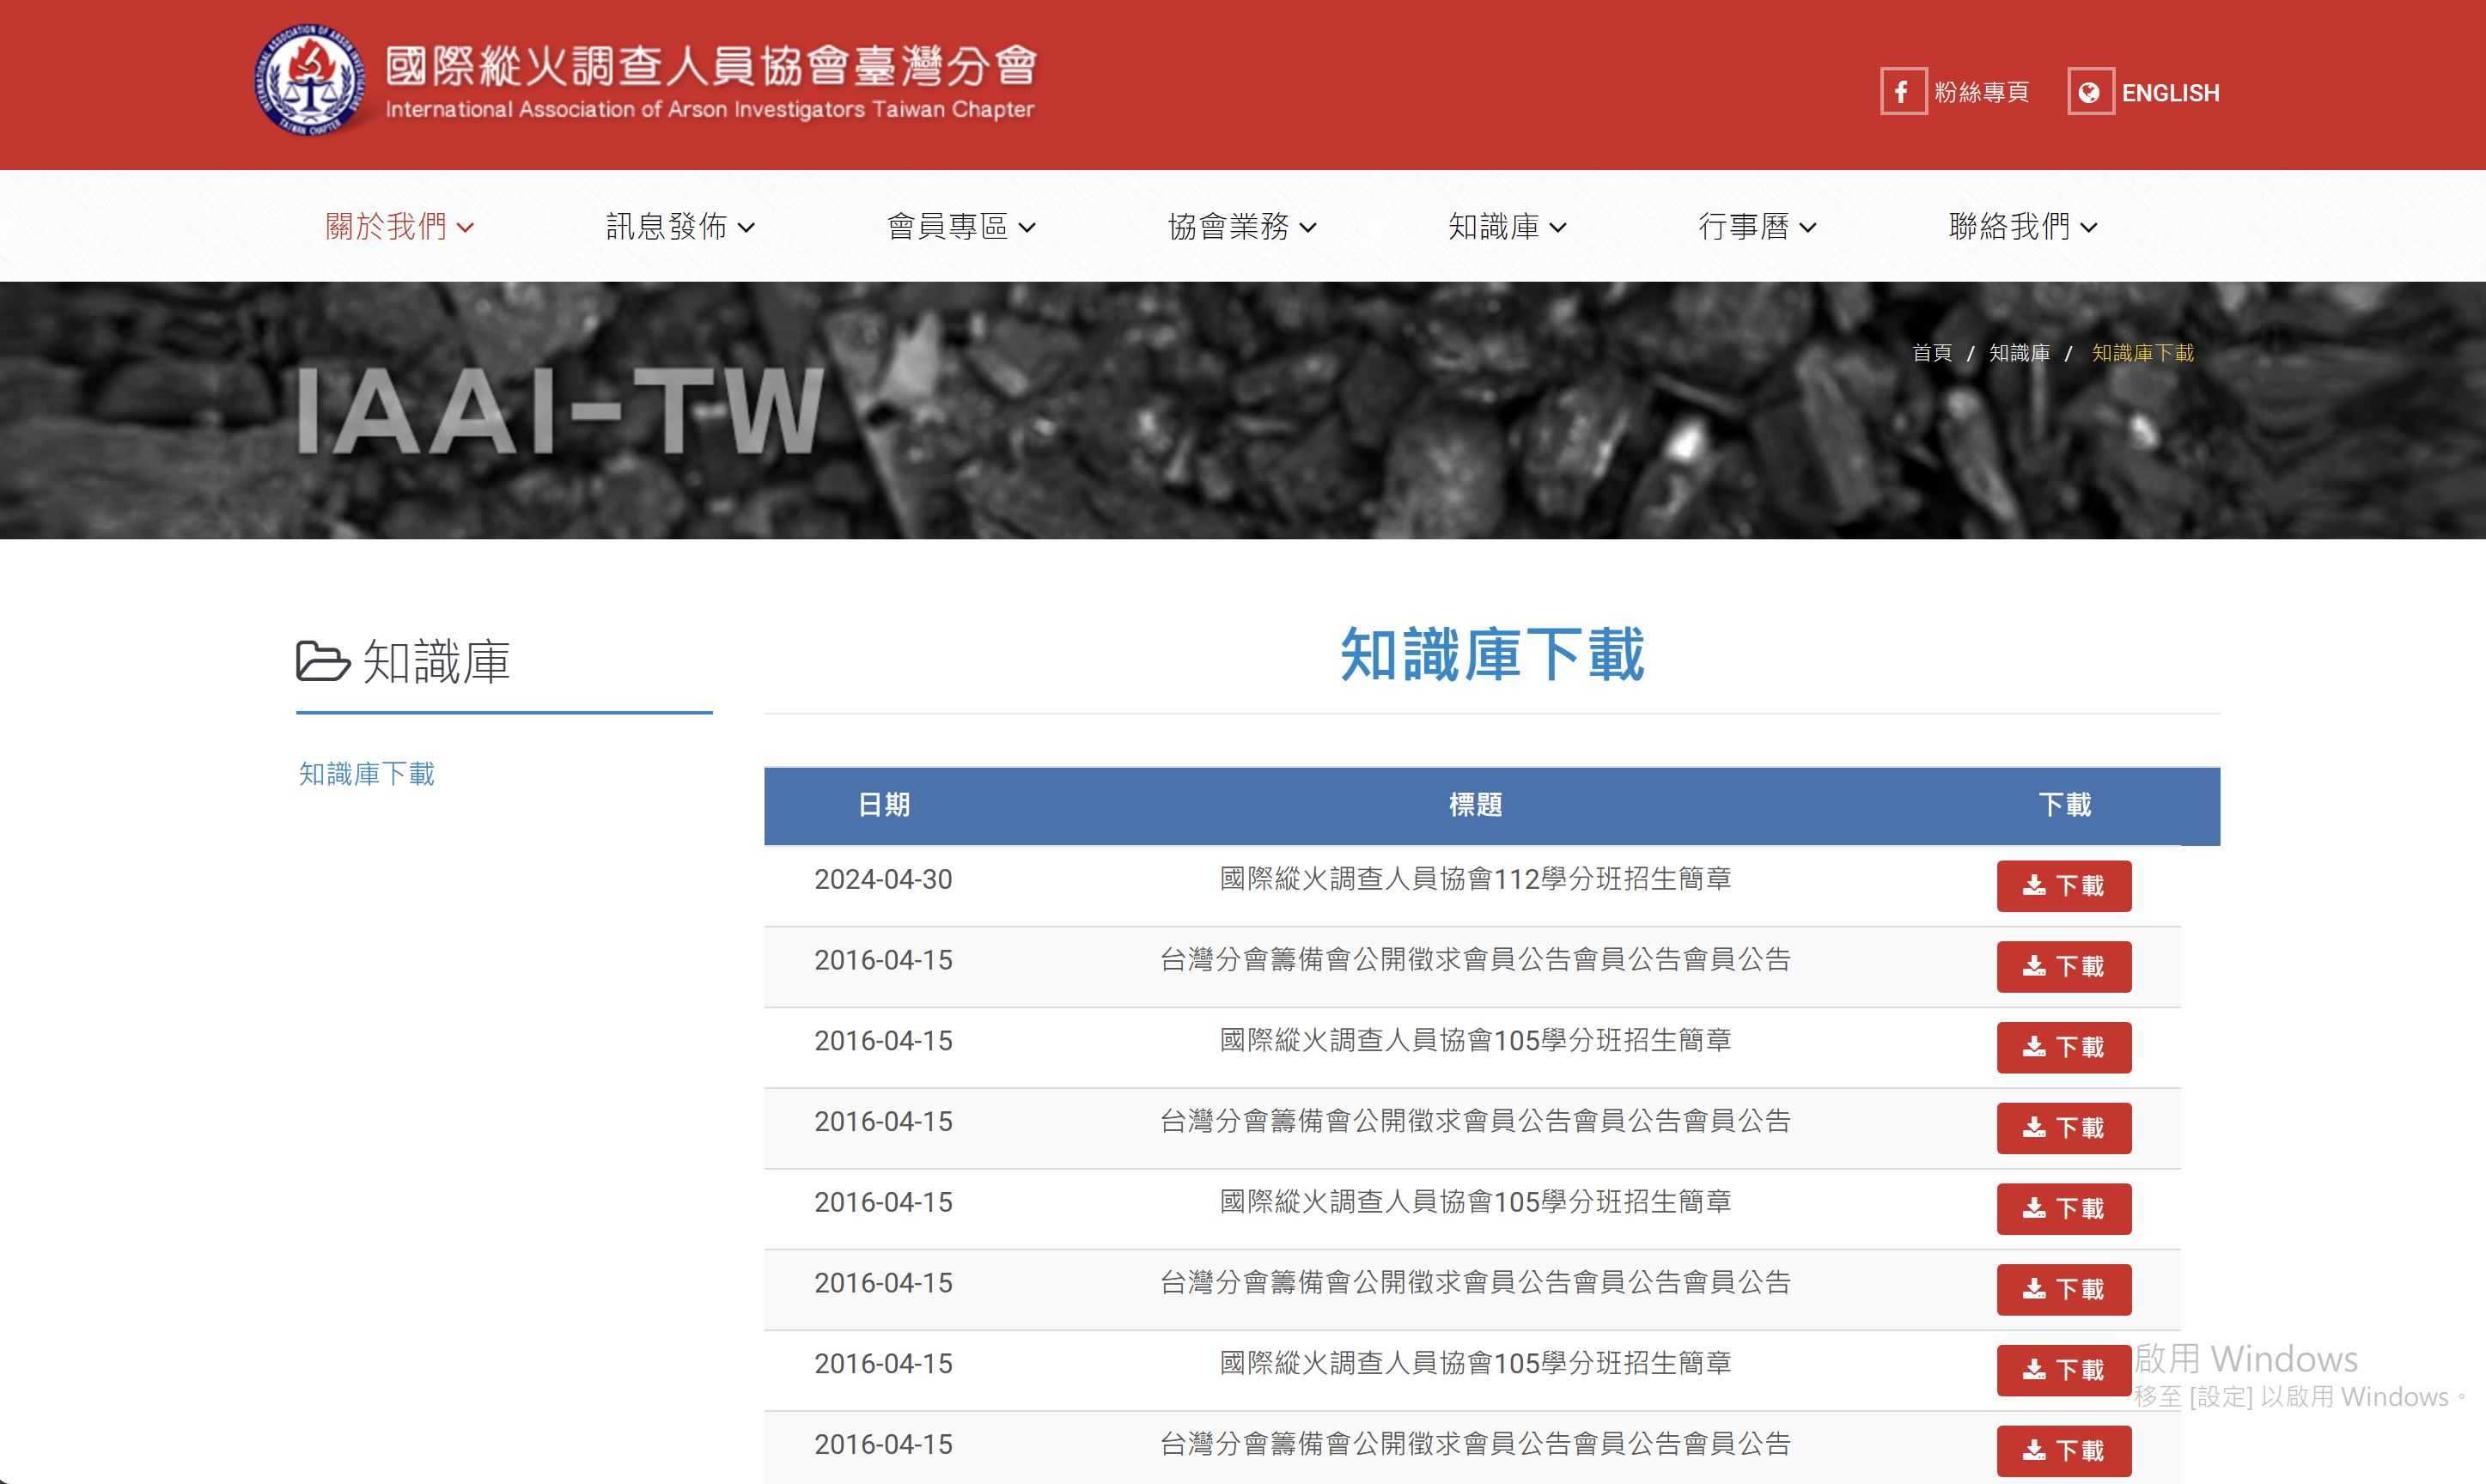 國際縱火調查人員協會臺灣分會
International Association of Arson Investigators Taiwan Chapter
INTERNATIONAL ASSOCIATION OF ARSON INVESTIGATORS
TAIWAN CHAPTER
粉絲專頁
ENGLISH
關於我們 訊息發佈 會員專區 協會業務 知識庫 行事曆 聯絡我們
首頁 / 知識庫 / 知識庫下載
IAAI-TW
知識庫
知識庫下載
知識庫下載
日期 標題 下載
2024-04-30 國際縱火調查人員協會112學分班招生簡章 下載
2016-04-15 台灣分會籌備會公開徵求會員公告會員公告會員公告 下載
2016-04-15 國際縱火調查人員協會105學分班招生簡章 下載
2016-04-15 台灣分會籌備會公開徵求會員公告會員公告會員公告 下載
2016-04-15 國際縱火調查人員協會105學分班招生簡章 下載
2016-04-15 台灣分會籌備會公開徵求會員公告會員公告會員公告 下載
2016-04-15 國際縱火調查人員協會105學分班招生簡章 下載
2016-04-15 台灣分會籌備會公開徵求會員公告會員公告會員公告 下載
啟用 Windows
移至 [設定] 以啟用 Windows。